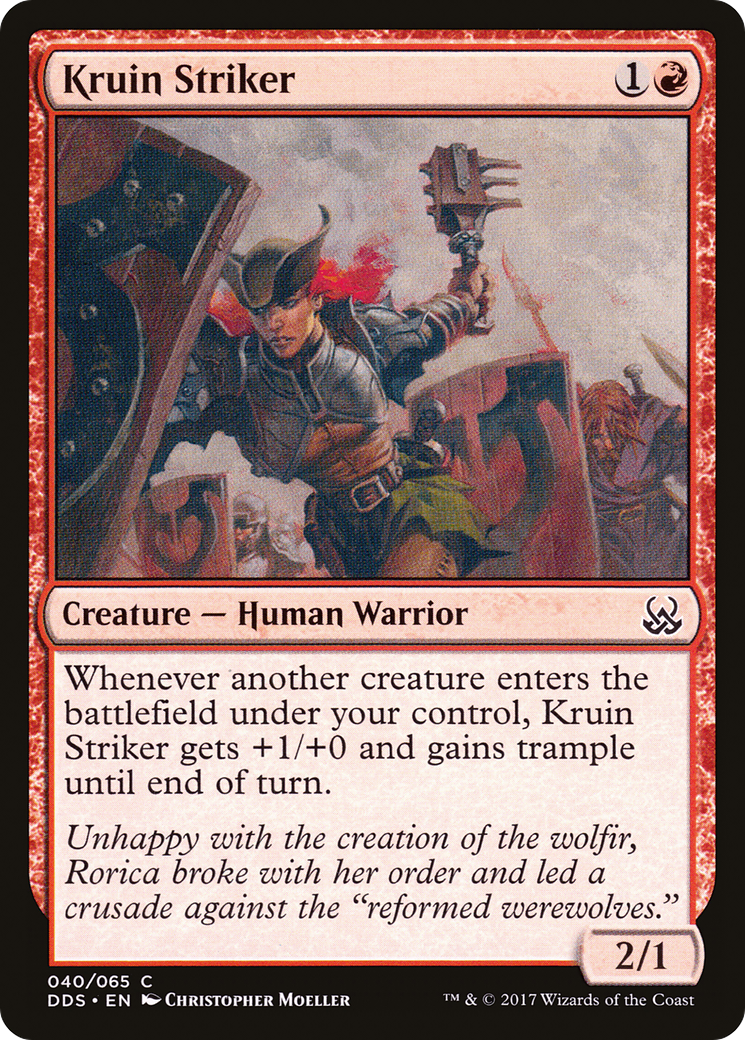 Kruin Striker 1
Creature — Human Warrior
Whenever another creature enters the
battlefield under your control, Kruin
Striker gets +1/+0 and gains trample
until end of turn.
Unhappy with the creation of the wolfir,
Rorica broke with her order and led a
crusade against the “reformed werewolves.”
2/1
040/065 C
DDS • EN Christopher Moeller
™ & © 2017 Wizards of the Coast